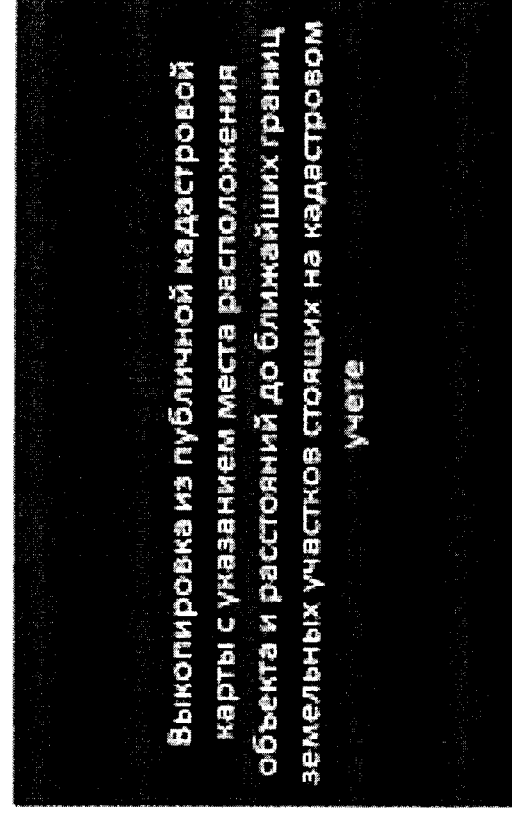 Выкопировка из публичной кадастровой
карты с указанием места расположения
объекта и расстояний до ближайших границ
земельных участков стоящих на кадастровом
учете